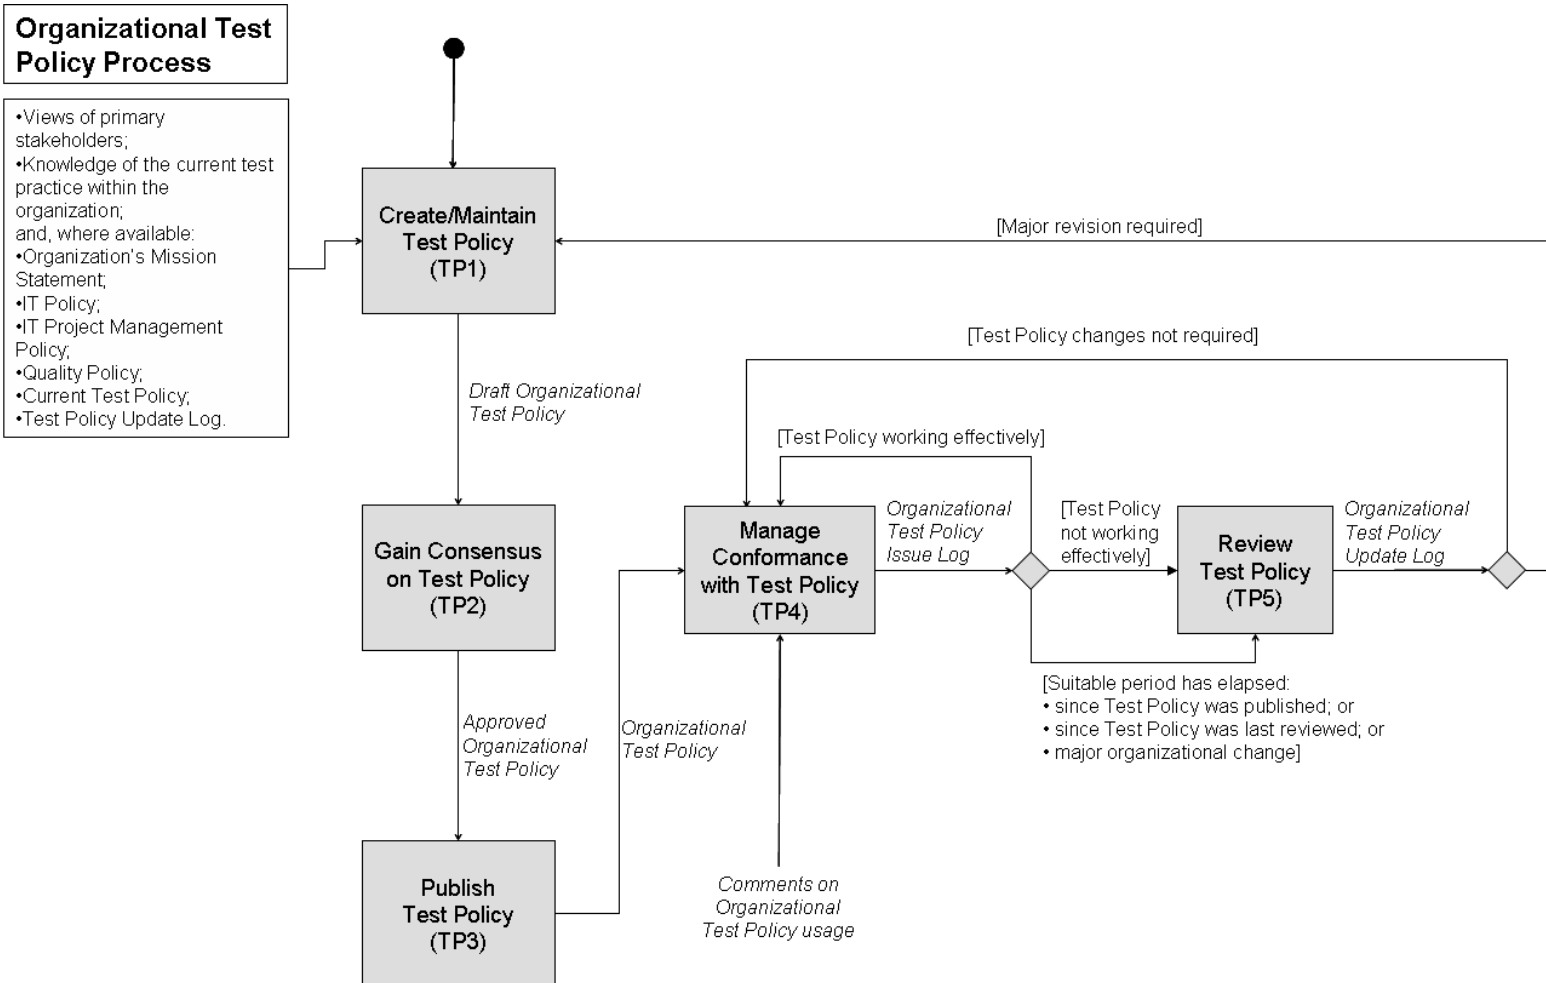 Organizational Test
Policy Process
•Views of primary
stakeholders;
•Knowledge of the current test
practice within the
organization;
and, where available:
•Organization's Mission
Statement;
•IT Policy;
•IT Project Management
Policy;
•Quality Policy;
•Current Test Policy;
•Test Policy Update Log.
Create/Maintain
Test Policy
(TP1)
[Major revision required]
[Test Policy changes not required]
Draft Organizational
Test Policy
[Test Policy working effectively]
Gain Consensus
on Test Policy
(TP2)
Manage
Conformance
with Test Policy
(TP4)
Organizational
Test Policy
Issue Log
[Test Policy
not working
effectively]
Review
Test Policy
(TP5)
Organizational
Test Policy
Update Log
[Suitable period has elapsed:
• since Test Policy was published; or
• since Test Policy was last reviewed; or
• major organizational change]
Approved
Organizational
Test Policy
Organizational
Test Policy
Publish
Test Policy
(TP3)
Comments on
Organizational
Test Policy usage